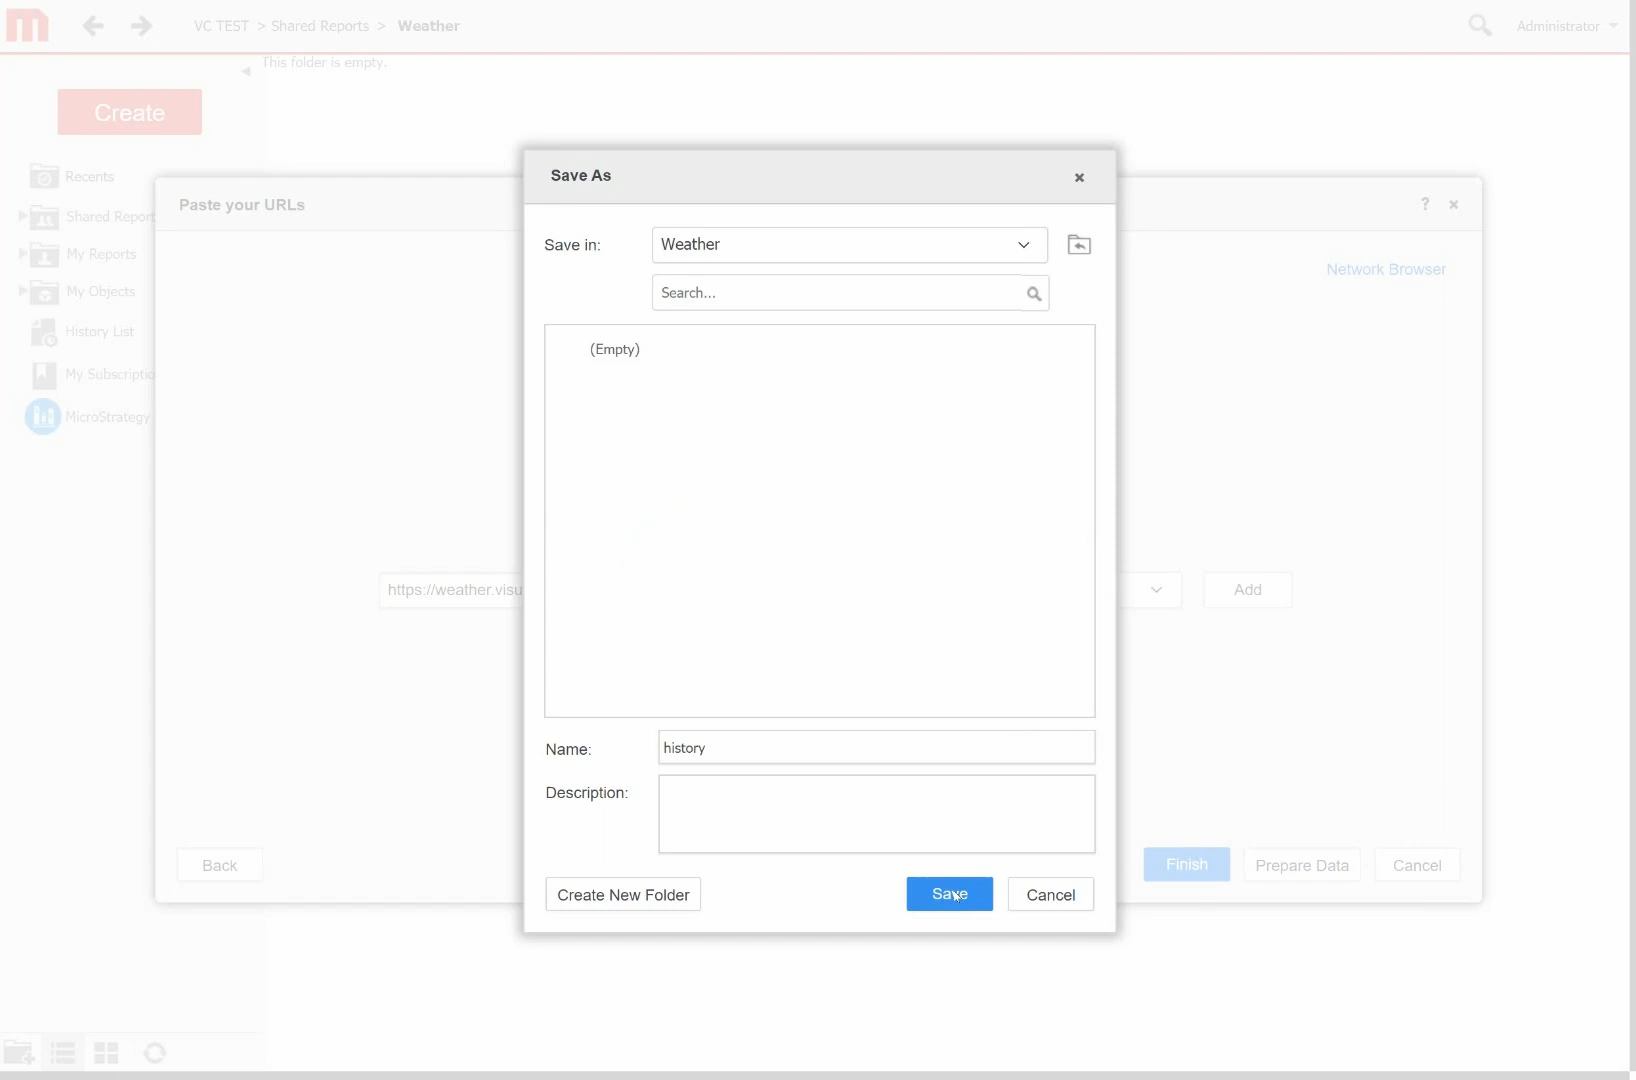 VC TEST > Shared Reports > Weather
Administrator
This folder is empty.
Create
Recents
Shared Report
My Reports
My Objects
History List
My Subscriptio
MicroStrategy
Paste your URLs
?
Network Browser
https://weather.visu
Add
Back
Finish
Prepare Data
Cancel
Save As
Save in:
Weather
Search...
(Empty)
Name:
history
Description:
Create New Folder
Save
Cancel